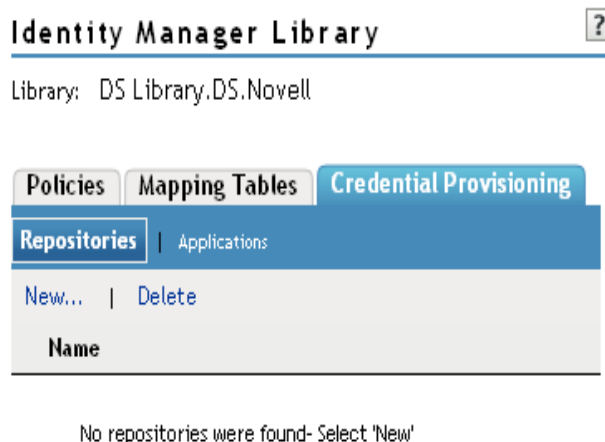 Identity Manager Library ?
Library: DS Library.DS.Novell
Policies Mapping Tables Credential Provisioning
Repositories | Applications
New... | Delete
Name
No repositories were found- Select 'New'